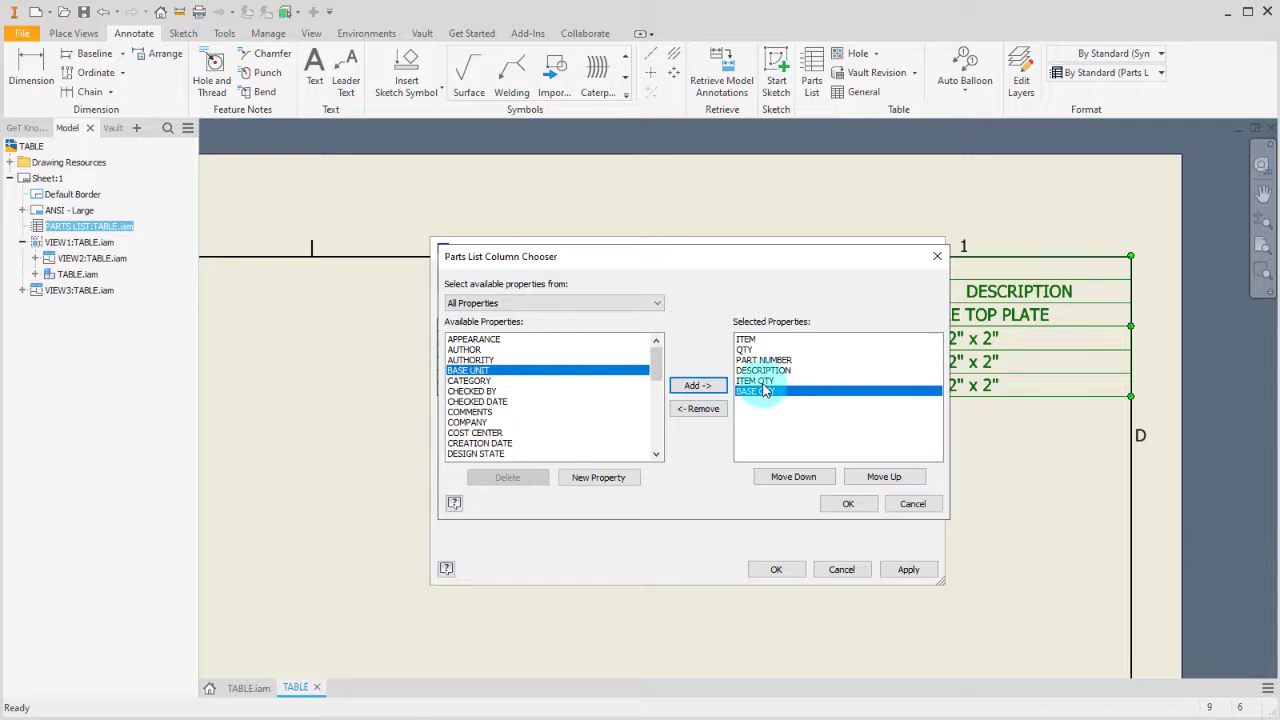 File Place Views Annotate Sketch Tools Manage View Environments Vault Get Started Add-Ins Collaborate
Dimension
Baseline
Ordinate
Chain
Arrange
Dimension
Hole and Thread
Chamfer
Punch
Bend
Feature Notes
Text
Leader Text
Text
Insert Sketch Symbol
Surface
Welding
Impor...
Caterp...
Symbols
Retrieve Model Annotations
Retrieve
Start Sketch
Sketch
Parts List
Hole
Vault Revision
General
Table
Auto Balloon
Edit Layers
By Standard (Syn
By Standard (Parts L
Format
GeT Kno...
Model
Vault
TABLE
Drawing Resources
Sheet:1
Default Border
ANSI - Large
PARTS LIST:TABLE.iam
VIEW1:TABLE.iam
VIEW2:TABLE.iam
TABLE.iam
VIEW3:TABLE.iam
1
DESCRIPTION
E TOP PLATE
2" x 2"
2" x 2"
2" x 2"
D
Parts List Column Chooser
Select available properties from:
All Properties
Available Properties:
APPEARANCE
AUTHOR
AUTHORITY
BASE UNIT
CATEGORY
CHECKED BY
CHECKED DATE
COMMENTS
COMPANY
COST CENTER
CREATION DATE
DESIGN STATE
Add ->
<- Remove
Selected Properties:
ITEM
QTY
PART NUMBER
DESCRIPTION
ITEM QTY
BASE QTY
Delete
New Property
Move Down
Move Up
OK
Cancel
OK
Cancel
Apply
TABLE.iam
TABLE
Ready
9
6